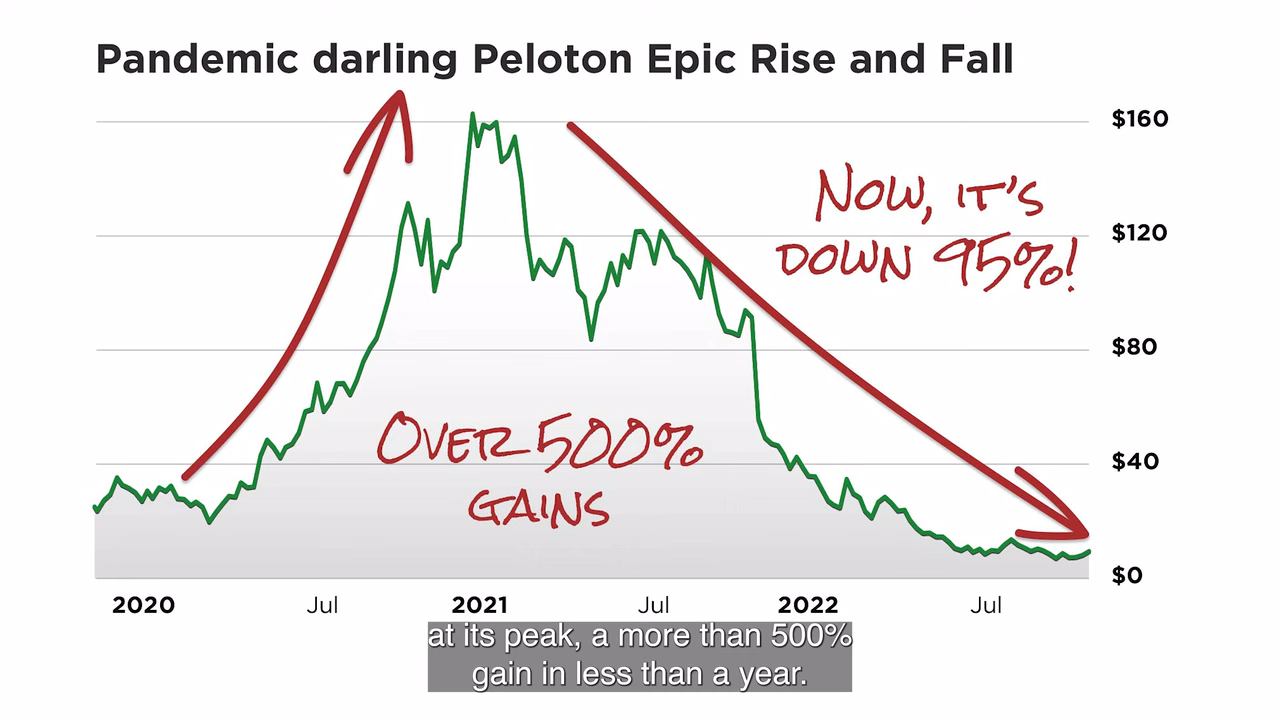 Pandemic darling Peloton Epic Rise and Fall
$160
NOW, IT'S
DOWN 95%!
$120
$80
OVER 500%
GAINS
$40
$0
2020 Jul 2021 Jul 2022 Jul
at its peak, a more than 500%
gain in less than a year.